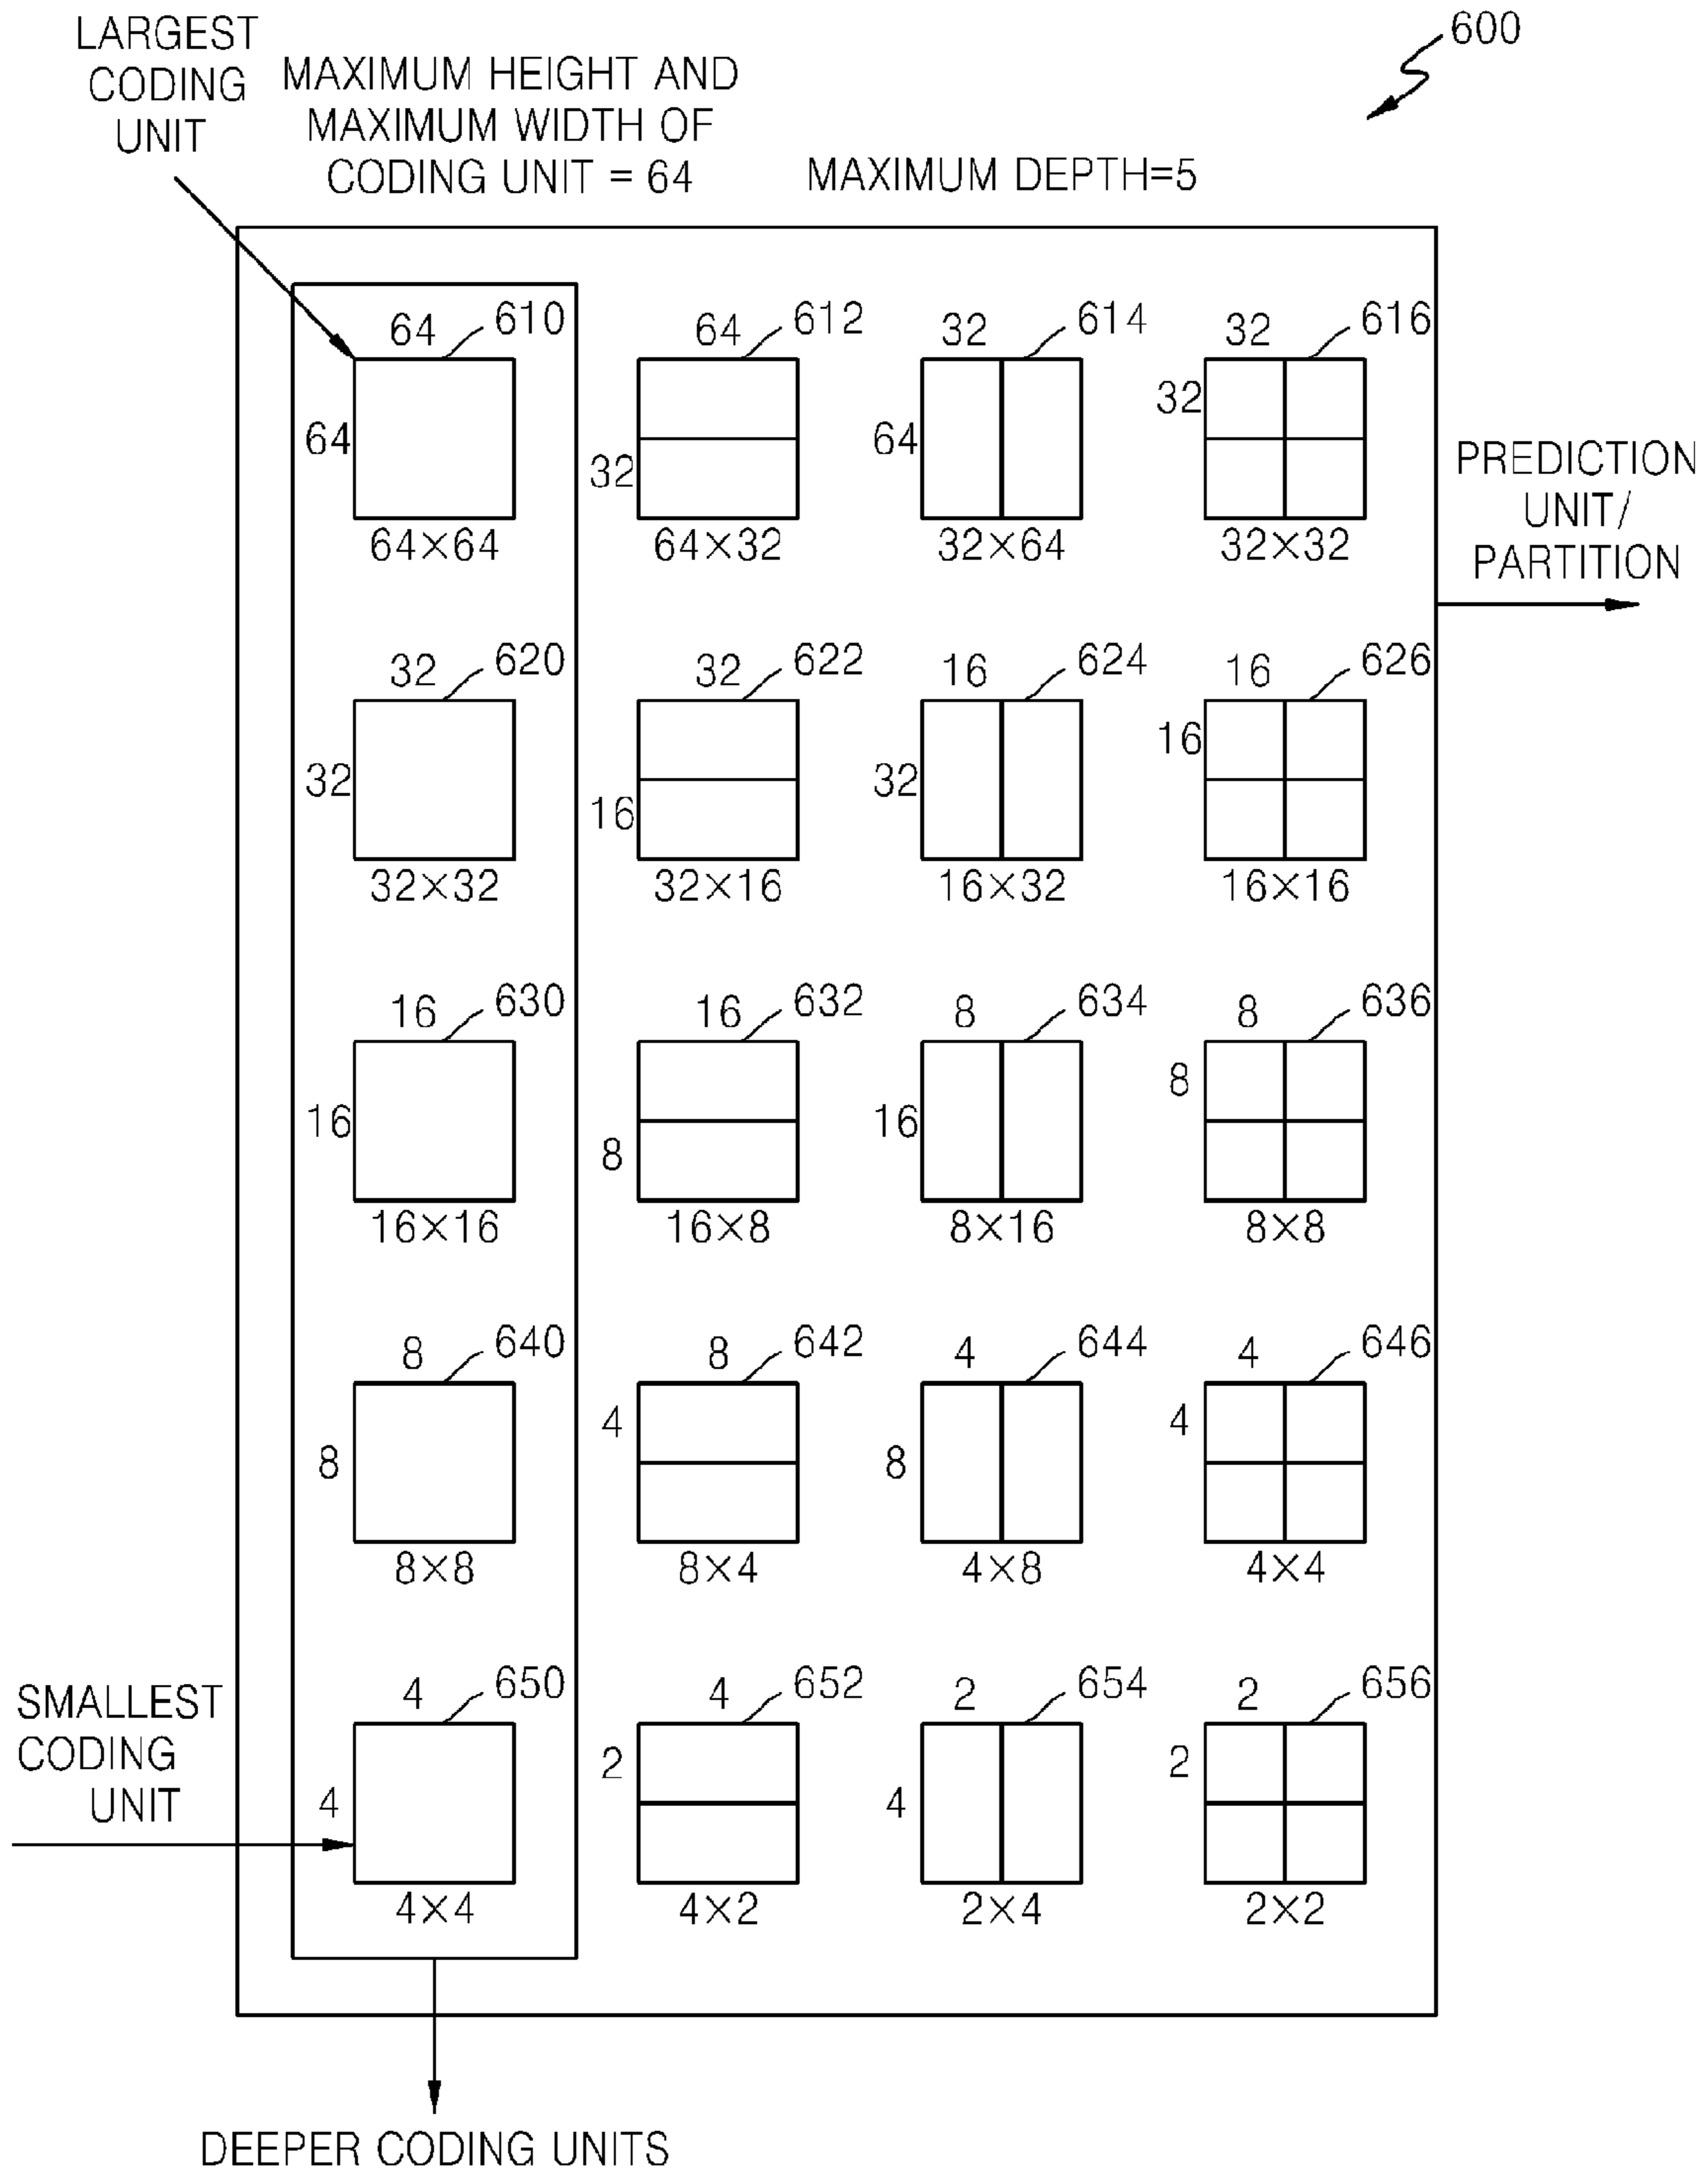 LARGEST
CODING
UNIT
MAXIMUM HEIGHT AND
MAXIMUM WIDTH OF
CODING UNIT = 64
MAXIMUM DEPTH=5
600
64 610 64 612 32 614 32 616
64 32 64 32
64×64 64×32 32×64 32×32
PREDICTION
UNIT/
PARTITION
32 620 32 622 16 624 16 626
32 16 32 16
32×32 32×16 16×32 16×16
16 630 16 632 8 634 8 636
16 8 16 8
16×16 16×8 8×16 8×8
8 640 8 642 4 644 4 646
8 4 8 4
8×8 8×4 4×8 4×4
SMALLEST
CODING
UNIT
4 650 4 652 2 654 2 656
4 2 4 2
4×4 4×2 2×4 2×2
DEEPER CODING UNITS